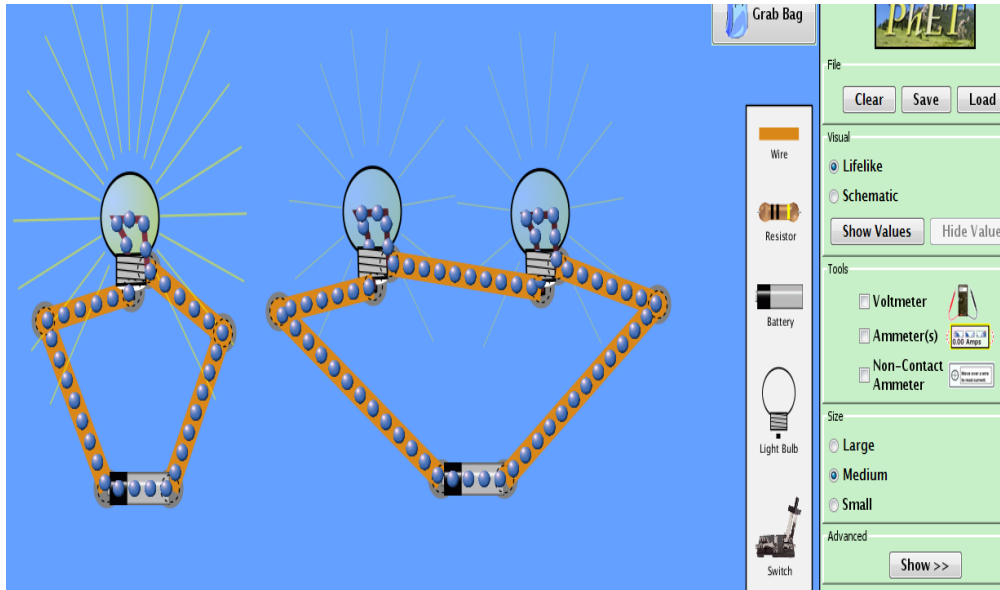 Grab Bag
PhET
File
Clear Save Load
Visual
Lifelike
Schematic
Show Values Hide Value
Tools
Voltmeter
Ammeter(s)
0.00 Amps
Non-Contact
Ammeter
Size
Large
Medium
Small
Advanced
Show >>
Wire
Resistor
Battery
Light Bulb
Switch